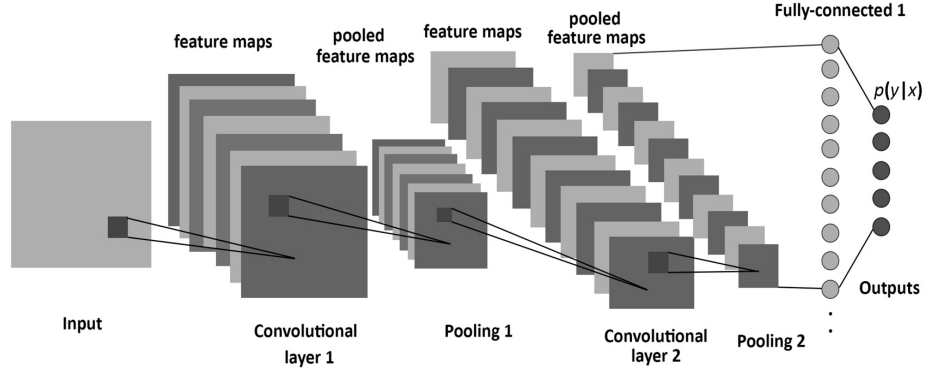 Fully-connected 1
feature maps
pooled
feature maps
feature maps
pooled
feature maps
p(y|x)
Input
Convolutional
layer 1
Pooling 1
Convolutional
layer 2
Pooling 2
Outputs